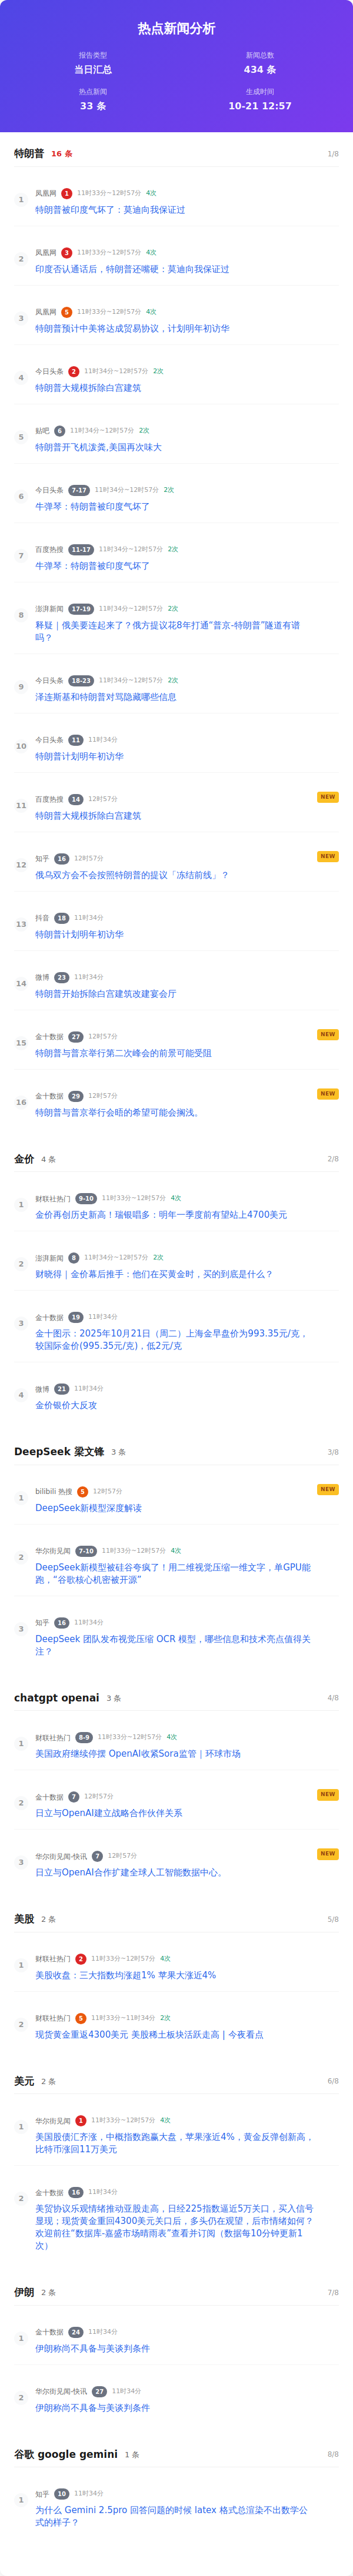 热点新闻分析
报告类型
新闻总数
当日汇总
434 条
热点新闻
生成时间
33 条
10-21 12:57
特朗普 16 条 1/8
1
凤凰网 1 11时33分~12时57分 4次
特朗普被印度气坏了：莫迪向我保证过
2
凤凰网 3 11时33分~12时57分 4次
印度否认通话后，特朗普还嘴硬：莫迪向我保证过
3
凤凰网 5 11时33分~12时57分 4次
特朗普预计中美将达成贸易协议，计划明年初访华
4
今日头条 2 11时34分~12时57分 2次
特朗普大规模拆除白宫建筑
5
贴吧 6 11时34分~12时57分 2次
特朗普开飞机泼粪,美国再次味大
6
今日头条 7-17 11时34分~12时57分 2次
牛弹琴：特朗普被印度气坏了
7
百度热搜 11-17 11时34分~12时57分 2次
牛弹琴：特朗普被印度气坏了
8
澎湃新闻 17-19 11时34分~12时57分 2次
释疑｜俄美要连起来了？俄方提议花8年打通“普京-特朗普”隧道有谱
吗？
9
今日头条 18-23 11时34分~12时57分 2次
泽连斯基和特朗普对骂隐藏哪些信息
10
今日头条 11 11时34分
特朗普计划明年初访华
11
百度热搜 14 12时57分 NEW
特朗普大规模拆除白宫建筑
12
知乎 16 12时57分 NEW
俄乌双方会不会按照特朗普的提议「冻结前线」？
13
抖音 18 11时34分
特朗普计划明年初访华
14
微博 23 11时34分
特朗普开始拆除白宫建筑改建宴会厅
15
金十数据 27 12时57分 NEW
特朗普与普京举行第二次峰会的前景可能受阻
16
金十数据 29 12时57分 NEW
特朗普与普京举行会晤的希望可能会搁浅。
金价 4 条 2/8
1
财联社热门 9-10 11时33分~12时57分 4次
金价再创历史新高！瑞银唱多：明年一季度前有望站上4700美元
2
澎湃新闻 8 11时34分~12时57分 2次
财晓得｜金价幕后推手：他们在买黄金时，买的到底是什么？
3
金十数据 19 11时34分
金十图示：2025年10月21日（周二）上海金早盘价为993.35元/克，
较国际金价(995.35元/克)，低2元/克
4
微博 21 11时34分
金价银价大反攻
DeepSeek 梁文锋 3 条 3/8
1
bilibili 热搜 5 12时57分 NEW
DeepSeek新模型深度解读
2
华尔街见闻 7-10 11时33分~12时57分 4次
DeepSeek新模型被硅谷夸疯了！用二维视觉压缩一维文字，单GPU能
跑，“谷歌核心机密被开源”
3
知乎 16 11时34分
DeepSeek 团队发布视觉压缩 OCR 模型，哪些信息和技术亮点值得关
注？
chatgpt openai 3 条 4/8
1
财联社热门 8-9 11时33分~12时57分 4次
美国政府继续停摆 OpenAI收紧Sora监管｜环球市场
2
金十数据 7 12时57分 NEW
日立与OpenAI建立战略合作伙伴关系
3
华尔街见闻-快讯 7 12时57分 NEW
日立与OpenAI合作扩建全球人工智能数据中心。
美股 2 条 5/8
1
财联社热门 2 11时33分~12时57分 4次
美股收盘：三大指数均涨超1% 苹果大涨近4%
2
财联社热门 5 11时33分~11时34分 2次
现货黄金重返4300美元 美股稀土板块活跃走高 | 今夜看点
美元 2 条 6/8
1
华尔街见闻 1 11时33分~12时57分 4次
美国股债汇齐涨，中概指数跑赢大盘，苹果涨近4%，黄金反弹创新高，
比特币涨回11万美元
2
金十数据 16 11时34分
美贸协议乐观情绪推动亚股走高，日经225指数逼近5万关口，买入信号
显现；现货黄金重回4300美元关口后，多头仍在观望，后市情绪如何？
欢迎前往“数据库-嘉盛市场晴雨表”查看并订阅（数据每10分钟更新1
次）
伊朗 2 条 7/8
1
金十数据 24 11时34分
伊朗称尚不具备与美谈判条件
2
华尔街见闻-快讯 27 11时34分
伊朗称尚不具备与美谈判条件
谷歌 google gemini 1 条 8/8
1
知乎 10 11时34分
为什么 Gemini 2.5pro 回答问题的时候 latex 格式总渲染不出数学公
式的样子？